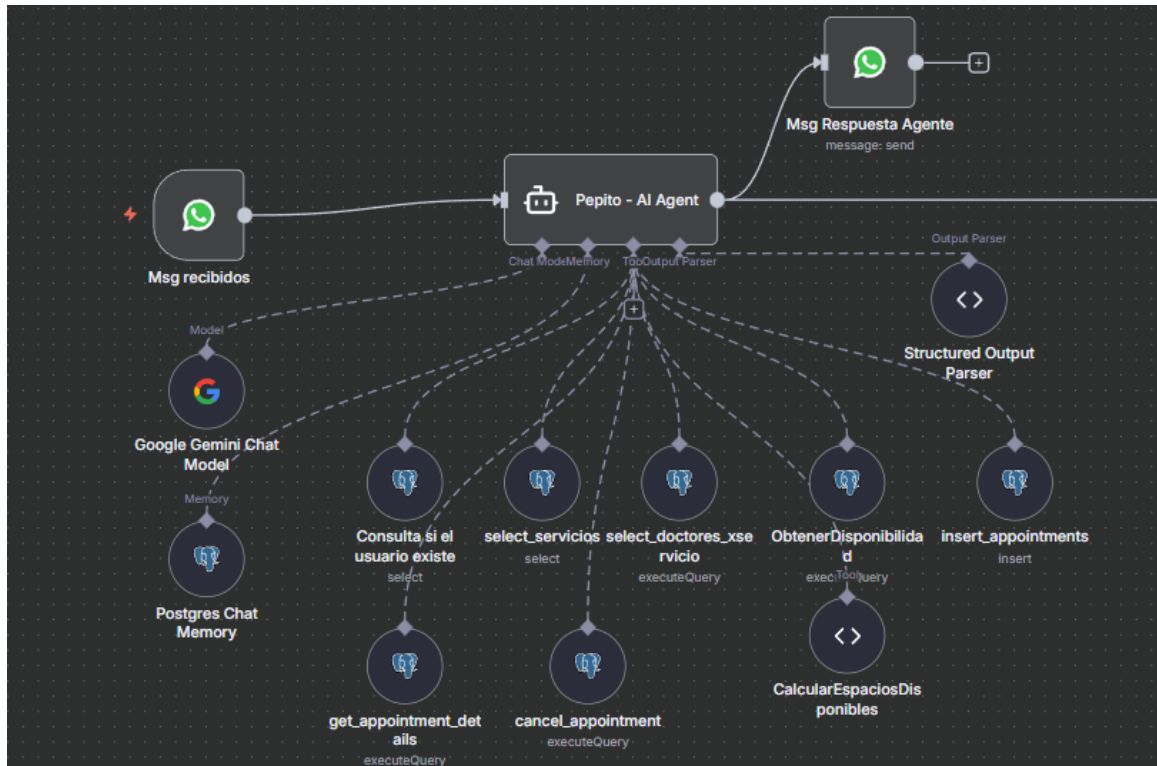 Msg Respuesta Agente
message: send
Pepito - AI Agent
Msg recibidos
Chat Mode
Memory
Tool
Output Parser
Output Parser
Model
Structured Output
Parser
Google Gemini Chat
Model
Memory
Consulta si el
usuario existe
select
select_servicios
select
select_doctores_xse
rvicio
executeQuery
ObtenerDisponibilida
d
executeQuery
insert_appointments
insert
Tool
Postgres Chat
Memory
get_appointment_det
ails
executeQuery
cancel_appointment
executeQuery
CalcularEspaciosDis
ponibles